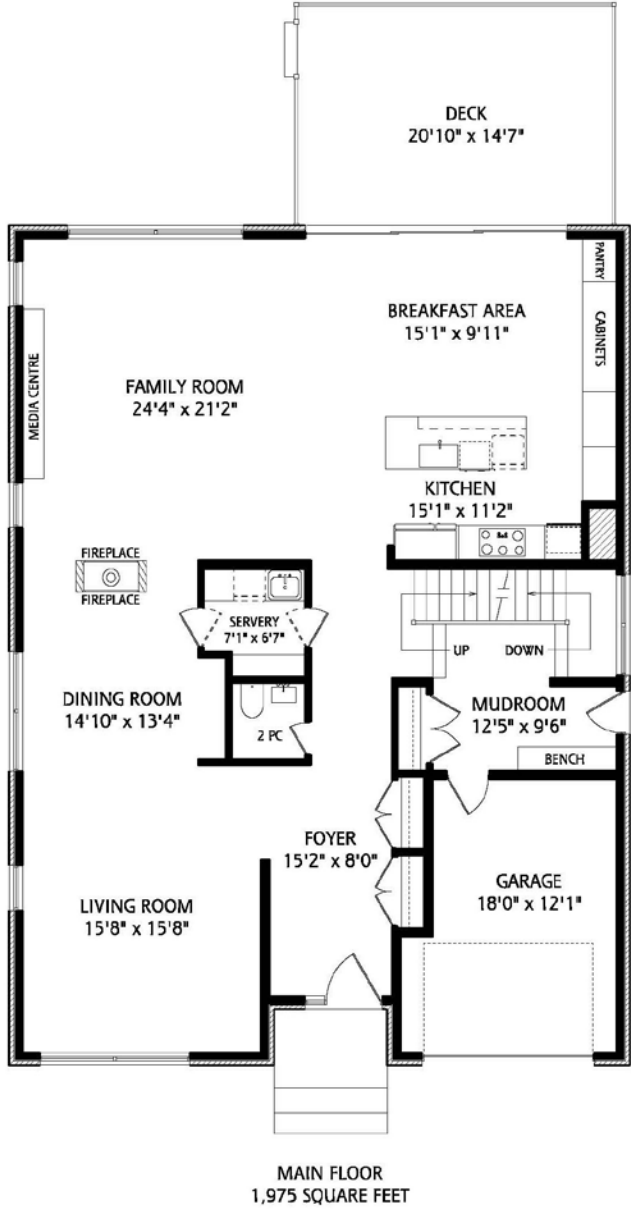 DECK
20'10" x 14'7"
PANTRY
BREAKFAST AREA
15'1" x 9'11"
CABINETS
MEDIA CENTRE
FAMILY ROOM
24'4" x 21'2"
KITCHEN
15'1" x 11'2"
FIREPLACE
FIREPLACE
SERVERY
7'1" x 6'7"
UP
DOWN
DINING ROOM
14'10" x 13'4"
2 PC
MUDROOM
12'5" x 9'6"
BENCH
FOYER
15'2" x 8'0"
GARAGE
18'0" x 12'1"
LIVING ROOM
15'8" x 15'8"
MAIN FLOOR
1,975 SQUARE FEET